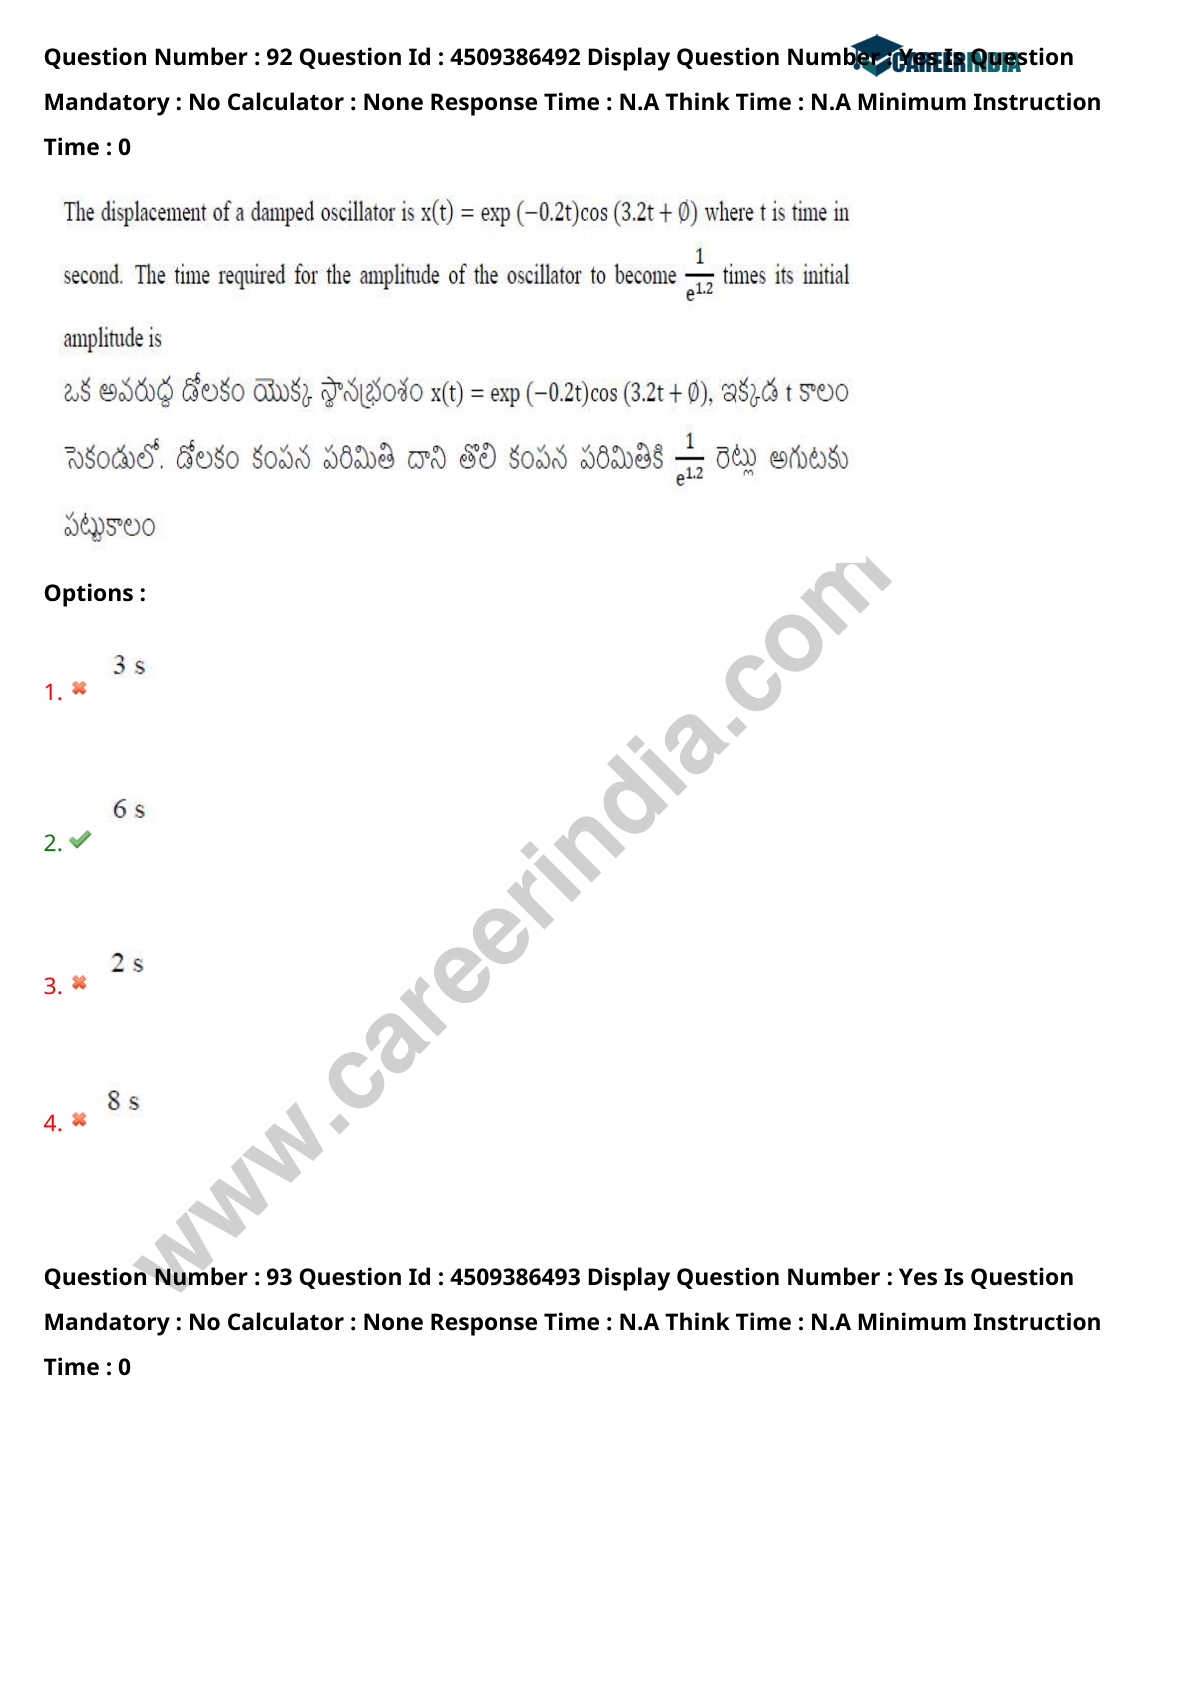 Question Number : 92 Question Id : 4509386492 Display Question Number : Yes Is Question
CAREERINDIA
Mandatory : No Calculator : None Response Time : N.A Think Time : N.A Minimum Instruction
Time : 0
The displacement of a damped oscillator is x(t) = exp (−0.2t)cos (3.2t + ∅) where t is time in
second. The time required for the amplitude of the oscillator to become 1/e^1.2 times its initial
amplitude is
ఒక అవరుద్ధ డోలకం యొక్క స్థానభ్రంశం x(t) = exp (−0.2t)cos (3.2t + ∅), ఇక్కడ t కాలం
సెకండులో. డోలకం కంపన పరిమితి దాని తొలి కంపన పరిమితికి 1/e^1.2 రెట్లు అగుటకు
పట్టుకాలం
Options :
3 s
1.
6 s
2.
2 s
3.
8 s
4.
www.careerindia.com
Question Number : 93 Question Id : 4509386493 Display Question Number : Yes Is Question
Mandatory : No Calculator : None Response Time : N.A Think Time : N.A Minimum Instruction
Time : 0